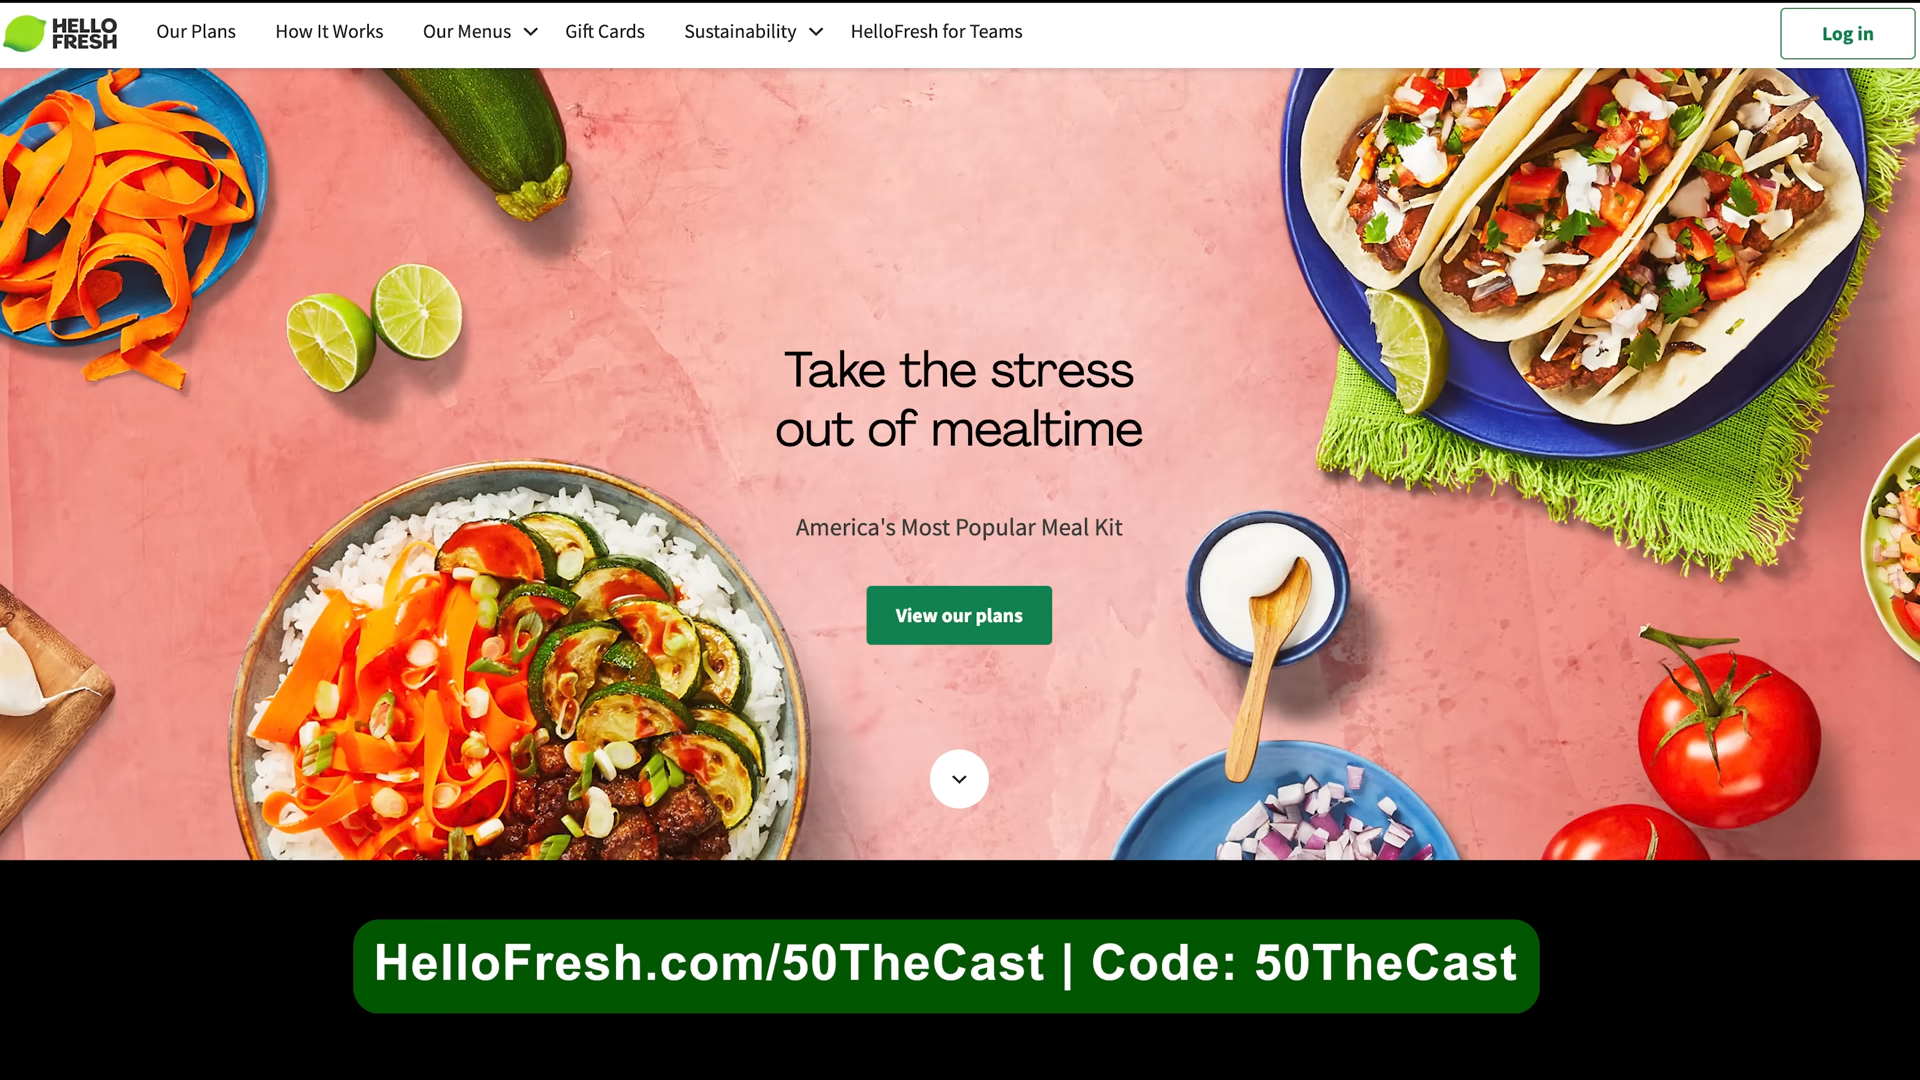 HELLO
FRESH
Our Plans
How It Works
Our Menus
Gift Cards
Sustainability
HelloFresh for Teams
Log in
Take the stress
out of mealtime
America's Most Popular Meal Kit
View our plans
HelloFresh.com/50TheCast | Code: 50TheCast